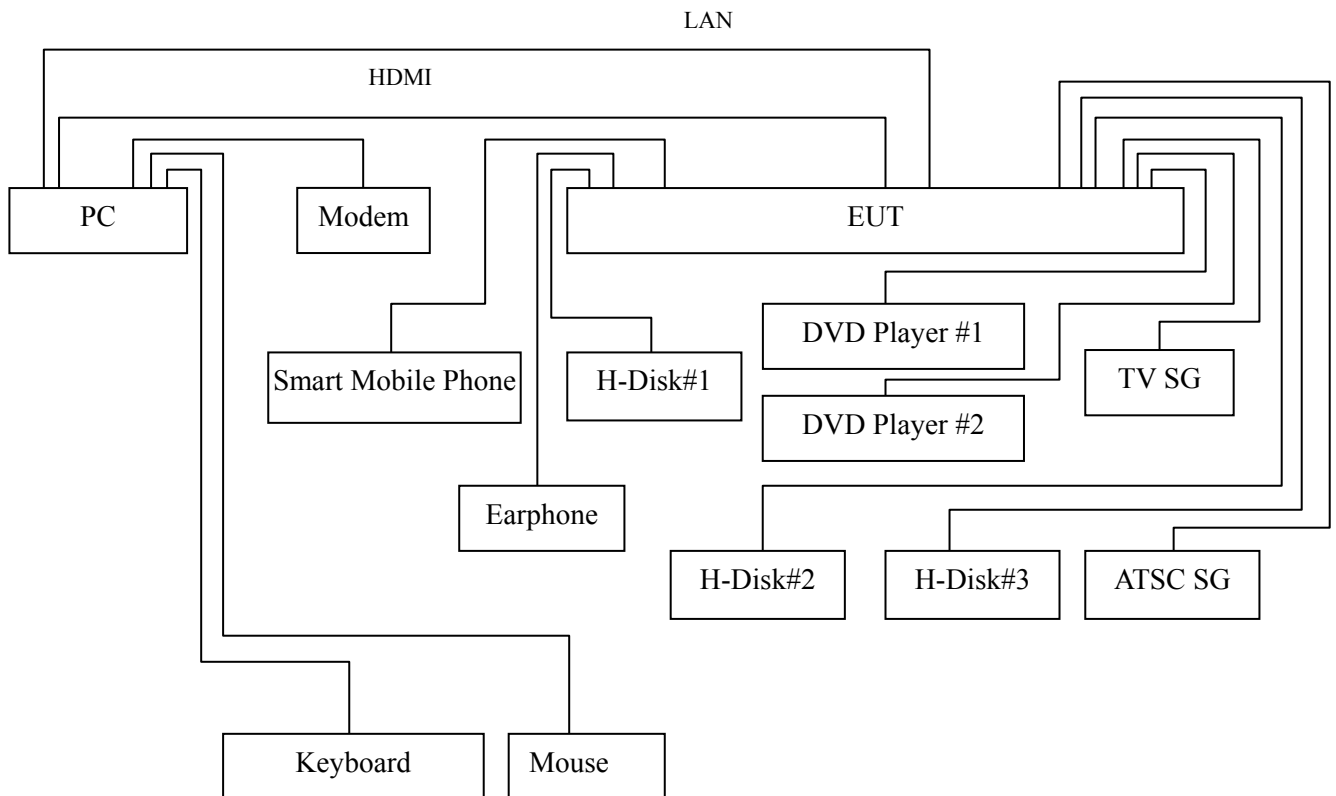 LAN
HDMI
PC
Modem
EUT
DVD Player #1
Smart Mobile Phone
H-Disk#1
TV SG
DVD Player #2
Earphone
H-Disk#2
H-Disk#3
ATSC SG
Keyboard
Mouse